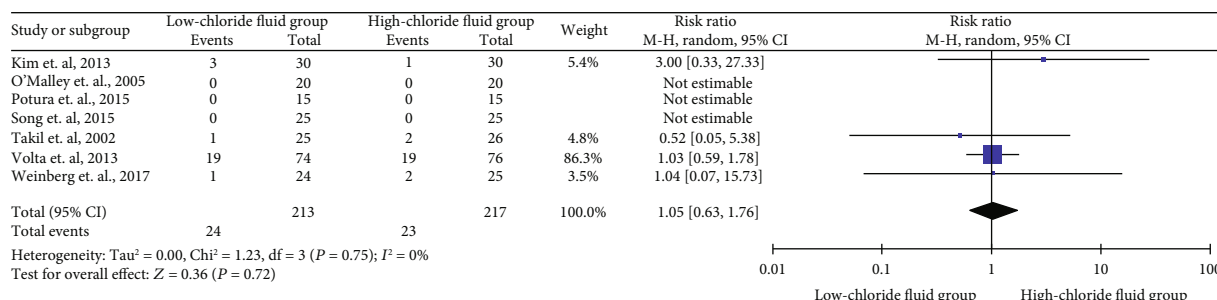 Study or subgroup Low-chloride fluid group High-chloride fluid group Weight Risk ratio Risk ratio
Events Total Events Total M-H, random, 95% CI M-H, random, 95% CI
Kim et. al, 2013 3 30 1 30 5.4% 3.00 [0.33, 27.33]
O'Malley et. al., 2005 0 20 0 20 Not estimable
Potura et. al., 2015 0 15 0 15 Not estimable
Song et. al, 2015 0 25 0 25 Not estimable
Takil et. al, 2002 1 25 2 26 4.8% 0.52 [0.05, 5.38]
Volta et. al, 2013 19 74 19 76 86.3% 1.03 [0.59, 1.78]
Weinberg et. al., 2017 1 24 2 25 3.5% 1.04 [0.07, 15.73]
Total (95% CI) 213 217 100.0% 1.05 [0.63, 1.76]
Total events 24 23
Heterogeneity: Tau² = 0.00, Chi² = 1.23, df = 3 (P = 0.75); I² = 0%
Test for overall effect: Z = 0.36 (P = 0.72)
0.01 0.1 1 10 100
Low-chloride fluid group High-chloride fluid group